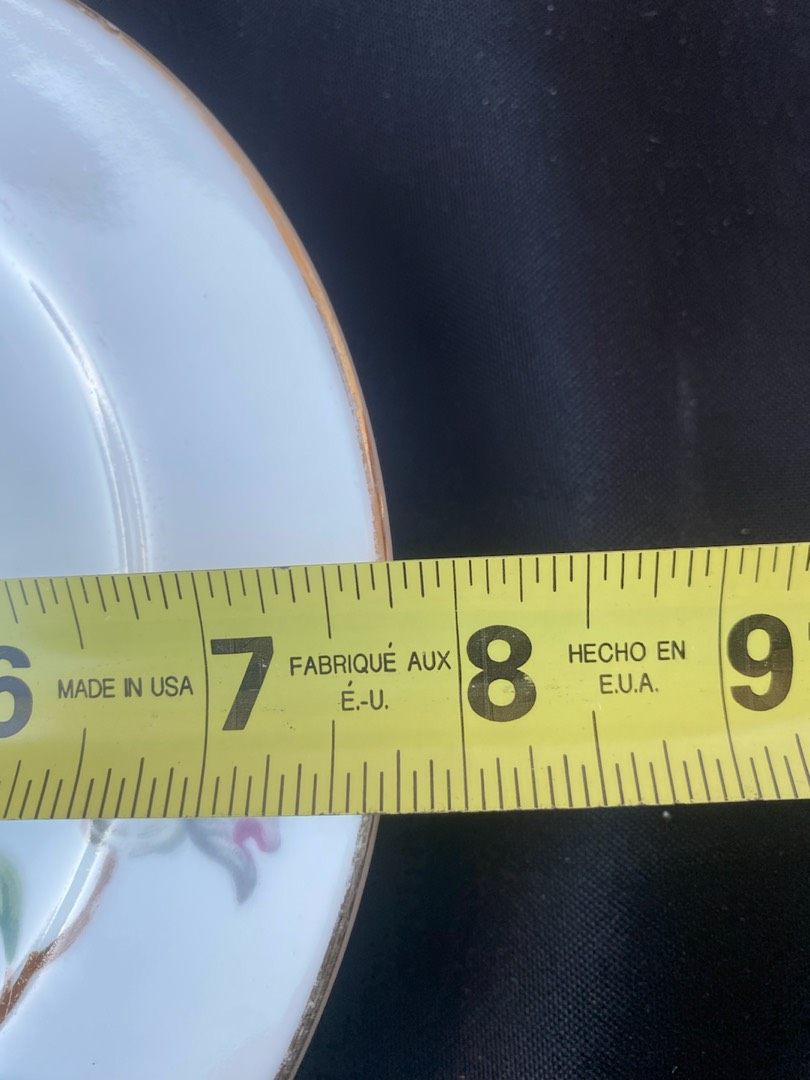 6 MADE IN USA 7 FABRIQUÉ AUX 8 HECHO EN 9
É.-U. E.U.A.